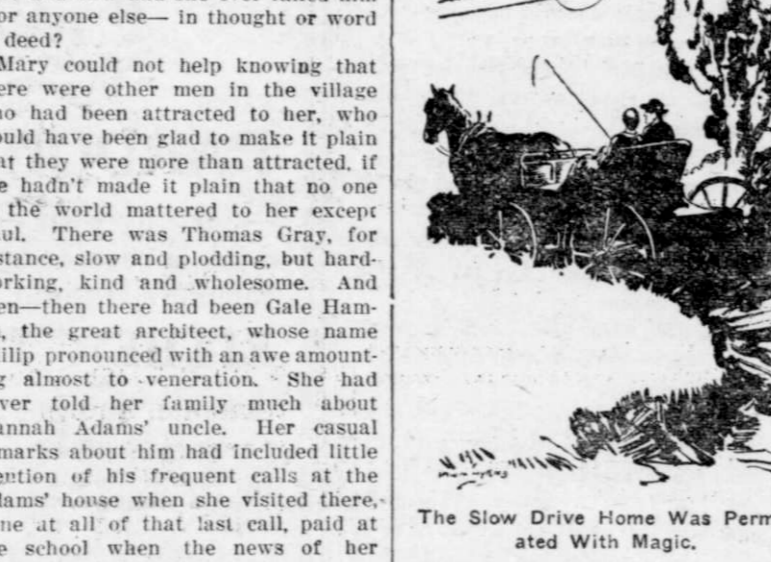 or anyone else— in thought or word
deed?
Mary could not help knowing that
ere were other men in the village
ho had been attracted to her, who
ould have been glad to make it plain
at they were more than attracted, if
e hadn't made it plain that no one
the world mattered to her except
ul. There was Thomas Gray, for
stance, slow and plodding, but hard-
orking, kind and wholesome. And
en—then there had been Gale Ham-
, the great architect, whose name
ilip pronounced with an awe amount-
g almost to veneration. She had
ver told her family much about
annah Adams' uncle. Her casual
marks about him had included little
ention of his frequent calls at the
dams' house when she visited there,
ne at all of that last call, paid at
e school when the news of her
The Slow Drive Home Was Perm
ated With Magic.